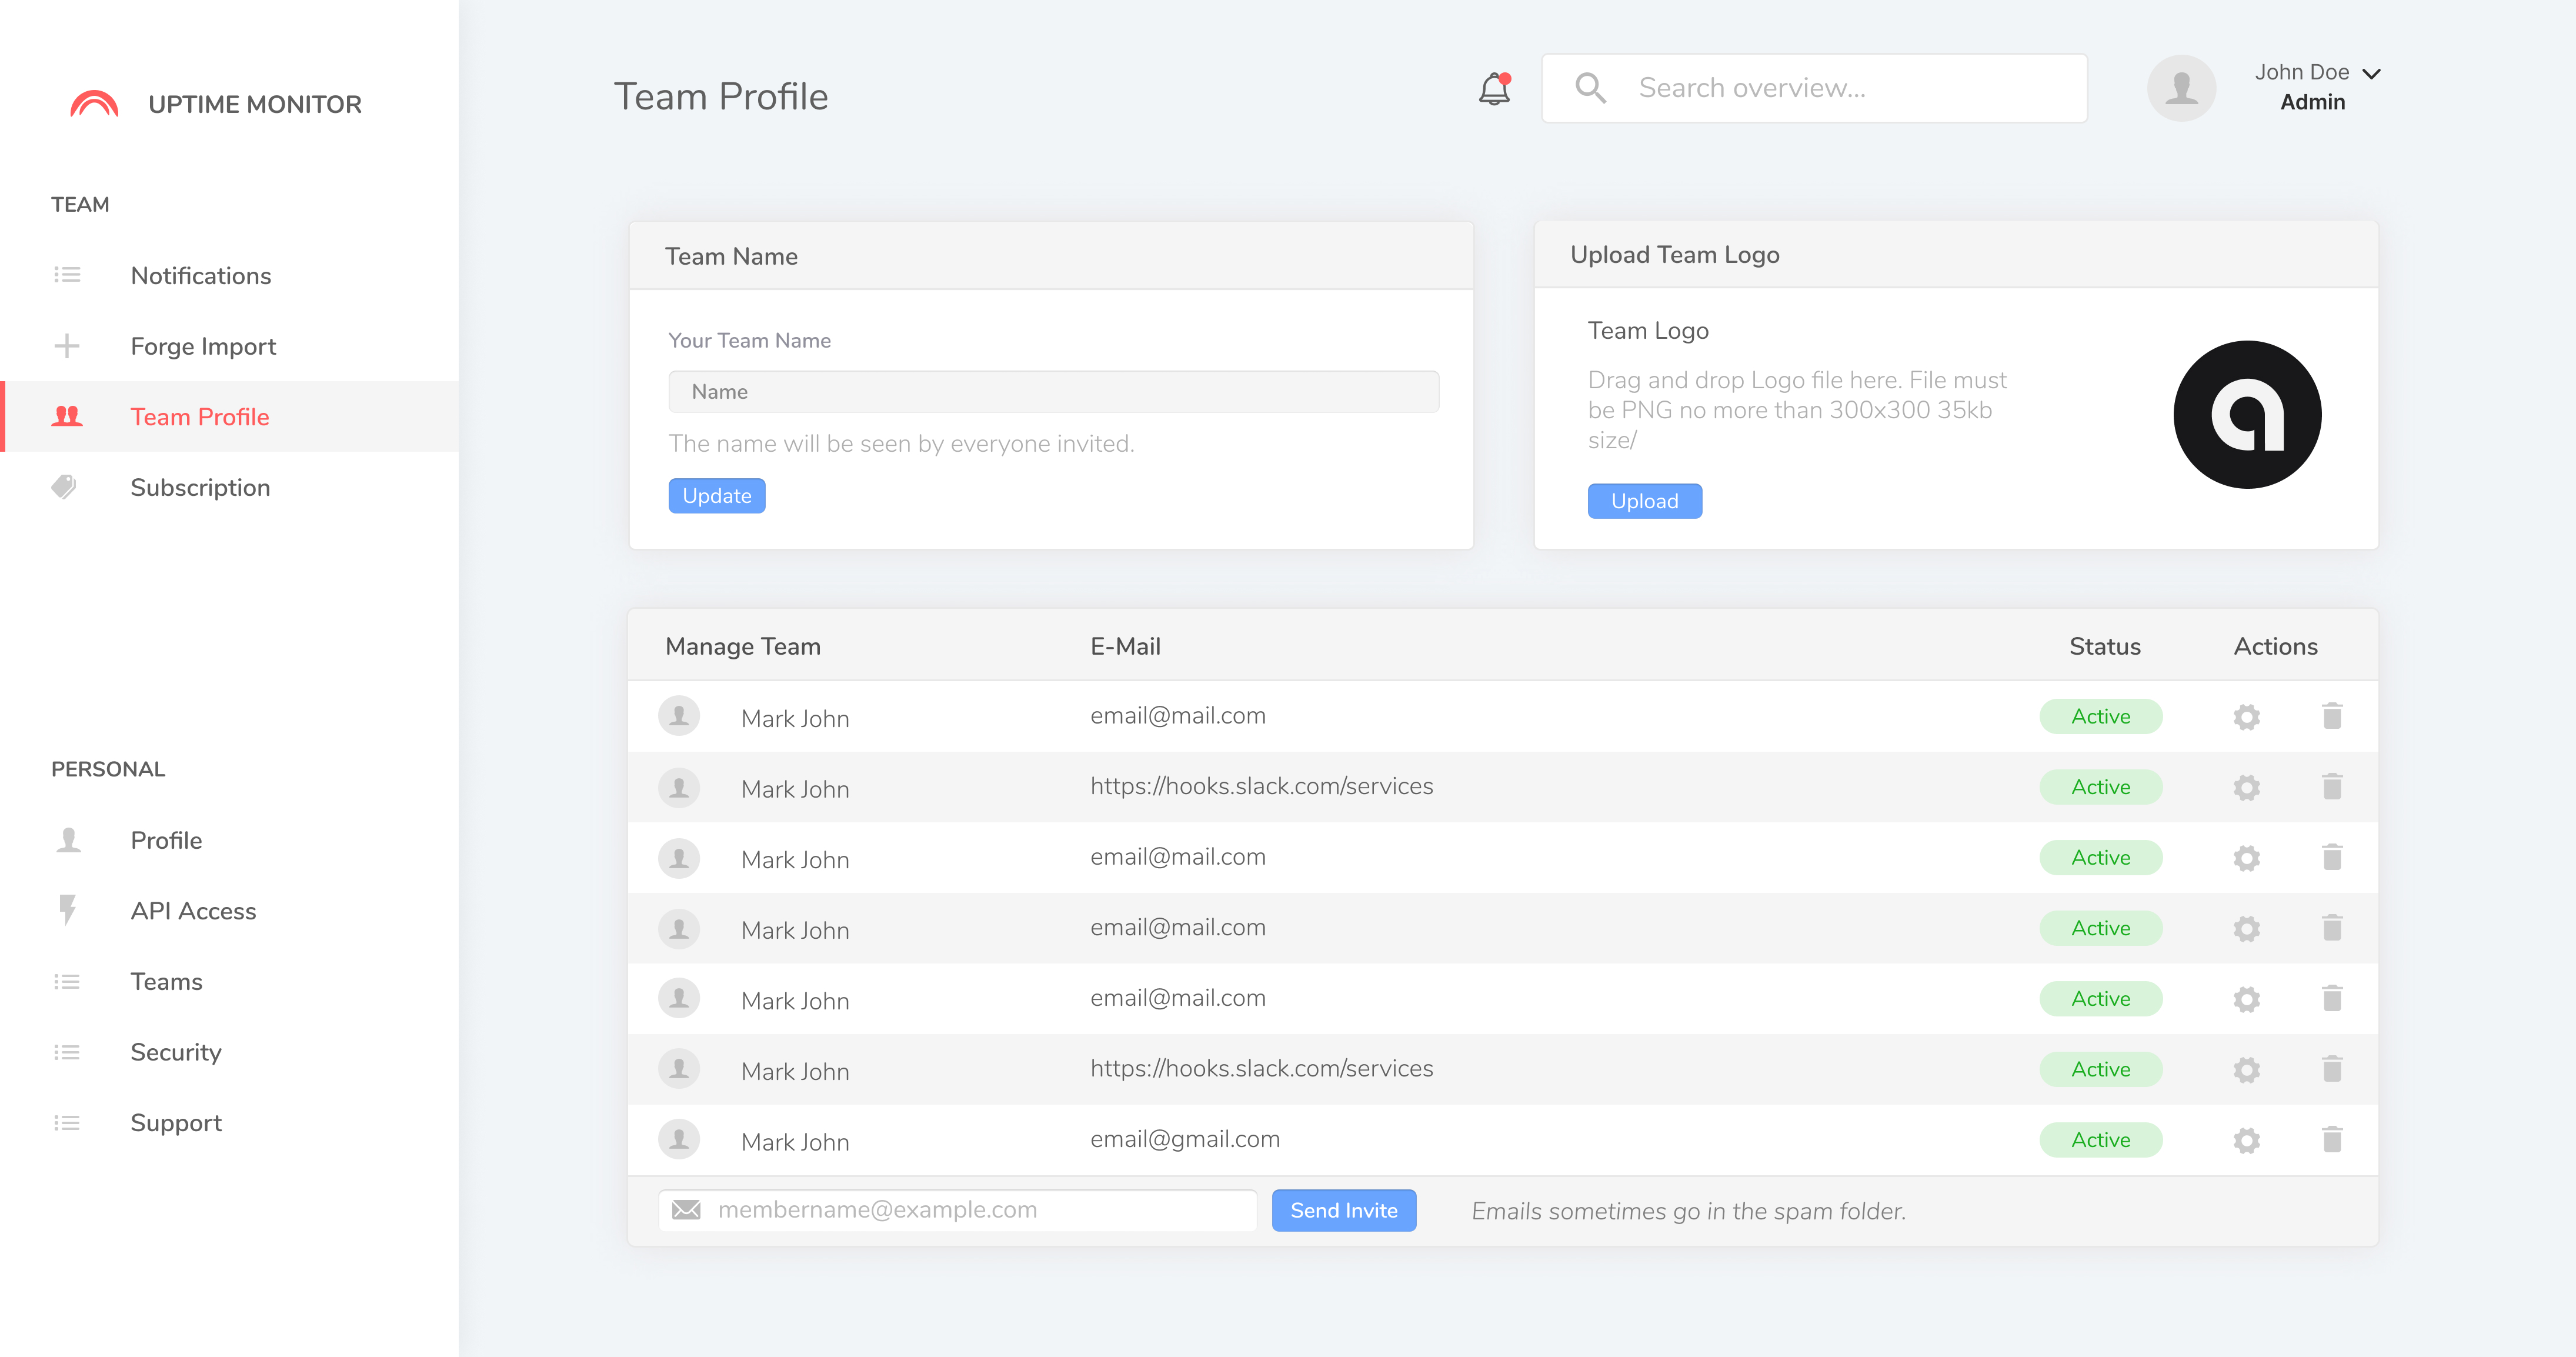 UPTIME MONITOR
TEAM
Notifications
Forge Import
Team Profile
Subscription
PERSONAL
Profile
API Access
Teams
Security
Support
Team Profile
Search overview...
John Doe
Admin
Team Name
Your Team Name
Name
The name will be seen by everyone invited.
Update
Upload Team Logo
Team Logo
Drag and drop Logo file here. File must
be PNG no more than 300x300 35kb
size/
Upload
a
Manage Team E-Mail Status Actions
Mark John email@mail.com Active
Mark John https://hooks.slack.com/services Active
Mark John email@mail.com Active
Mark John email@mail.com Active
Mark John email@mail.com Active
Mark John https://hooks.slack.com/services Active
Mark John email@gmail.com Active
membername@example.com Send Invite Emails sometimes go in the spam folder.